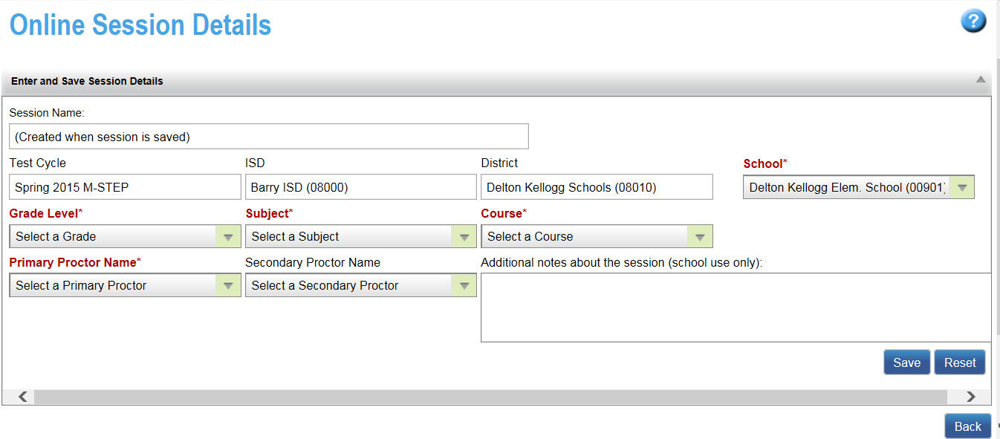 Online Session Details
?
Enter and Save Session Details
Session Name:
(Created when session is saved)
Test Cycle ISD District School*
Spring 2015 M-STEP Barry ISD (08000) Delton Kellogg Schools (08010) Delton Kellogg Elem. School (00901)
Grade Level* Subject* Course*
Select a Grade Select a Subject Select a Course
Primary Proctor Name* Secondary Proctor Name Additional notes about the session (school use only):
Select a Primary Proctor Select a Secondary Proctor
Save Reset
Back